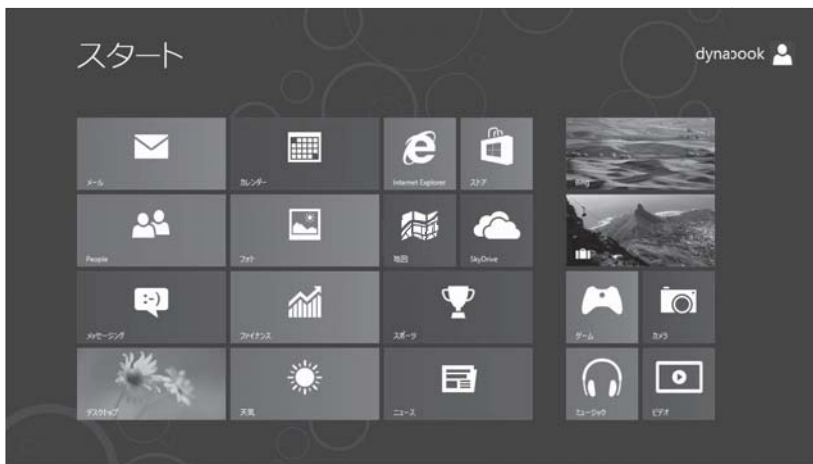 スタート
dynabook
メール
カレンダー
Internet Explorer
ストア
Bing
People
フォト
地図
SkyDrive
:-)
メッセージング
ファイナンス
スポーツ
ゲーム
カメラ
デスクトップ
天気
ニュース
ミュージック
ビデオ